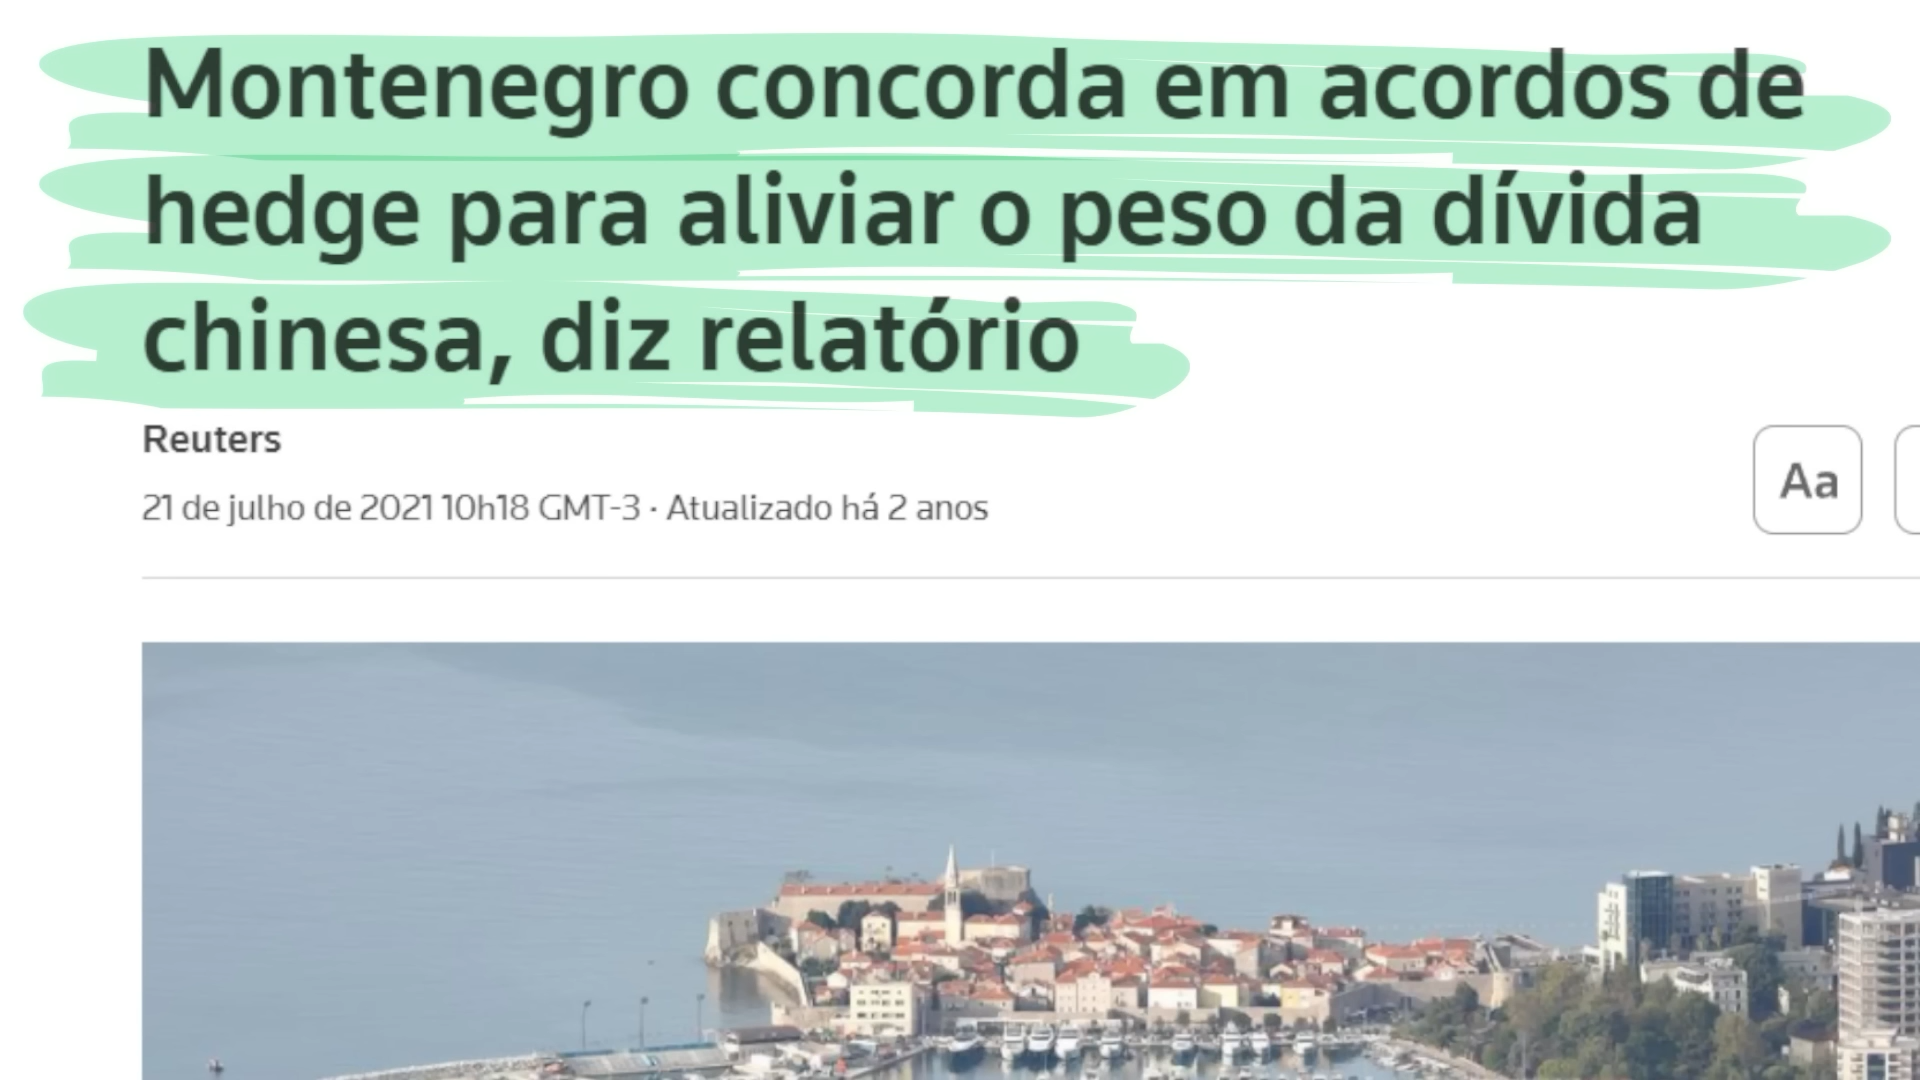 Montenegro concorda em acordos de
hedge para aliviar o peso da dívida
chinesa, diz relatório
Reuters
21 de julho de 2021 10h18 GMT-3 · Atualizado há 2 anos
Aa